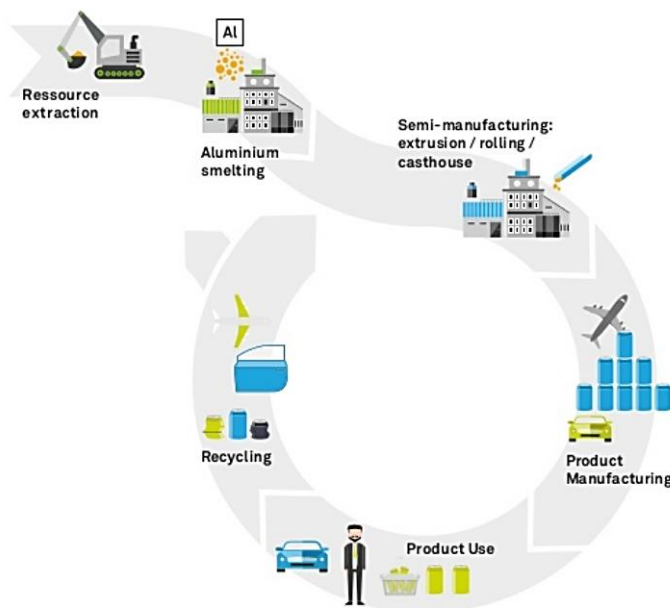 Al
Ressource
extraction
Aluminium
smelting
Semi-manufacturing:
extrusion / rolling /
casthouse
Product
Manufacturing
Product Use
Recycling